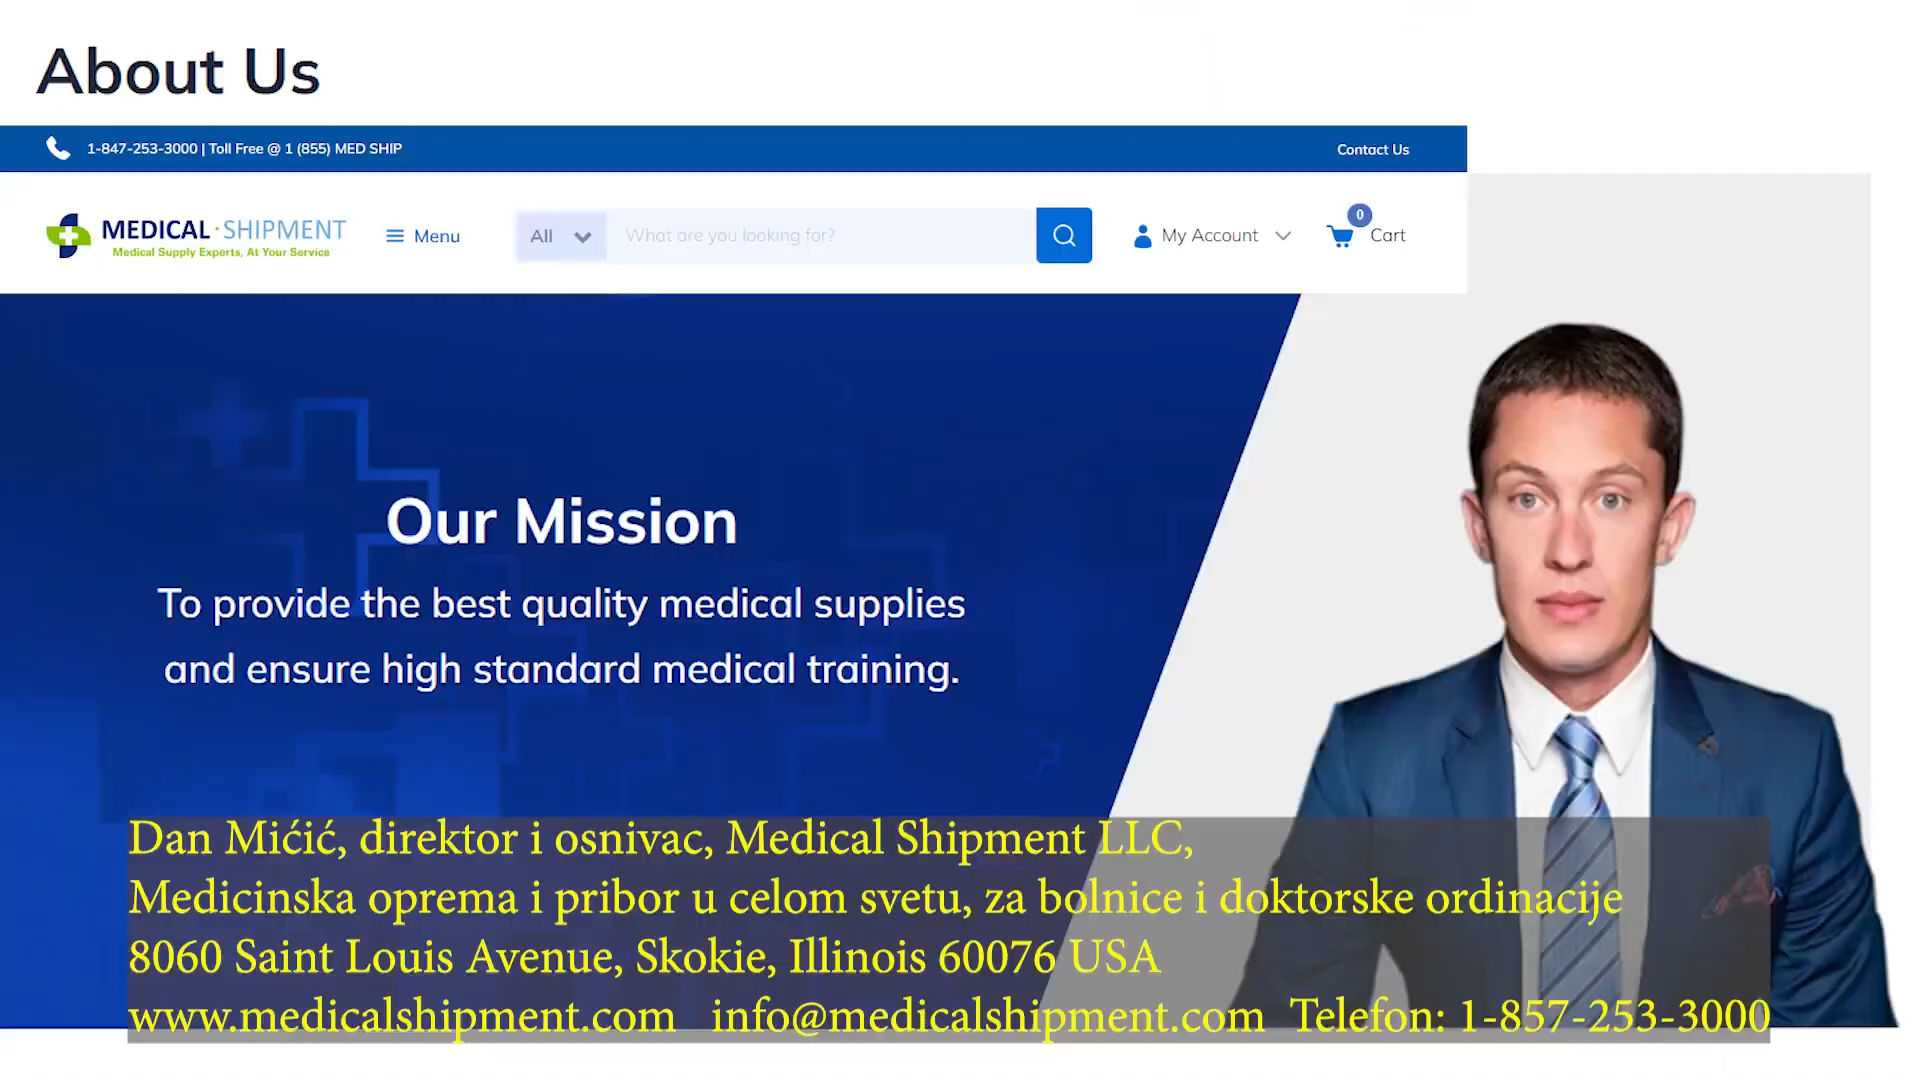 About Us
1-847-253-3000 | Toll Free @ 1 (855) MED SHIP
Contact Us
MEDICAL · SHIPMENT
Medical Supply Experts, At Your Service
Menu
All
What are you looking for?
My Account
0
Cart
Our Mission
To provide the best quality medical supplies
and ensure high standard medical training.
Dan Mićić, direktor i osnivac, Medical Shipment LLC,
Medicinska oprema i pribor u celom svetu, za bolnice i doktorske ordinacije
8060 Saint Louis Avenue, Skokie, Illinois 60076 USA
www.medicalshipment.com info@medicalshipment.com Telefon: 1-857-253-3000